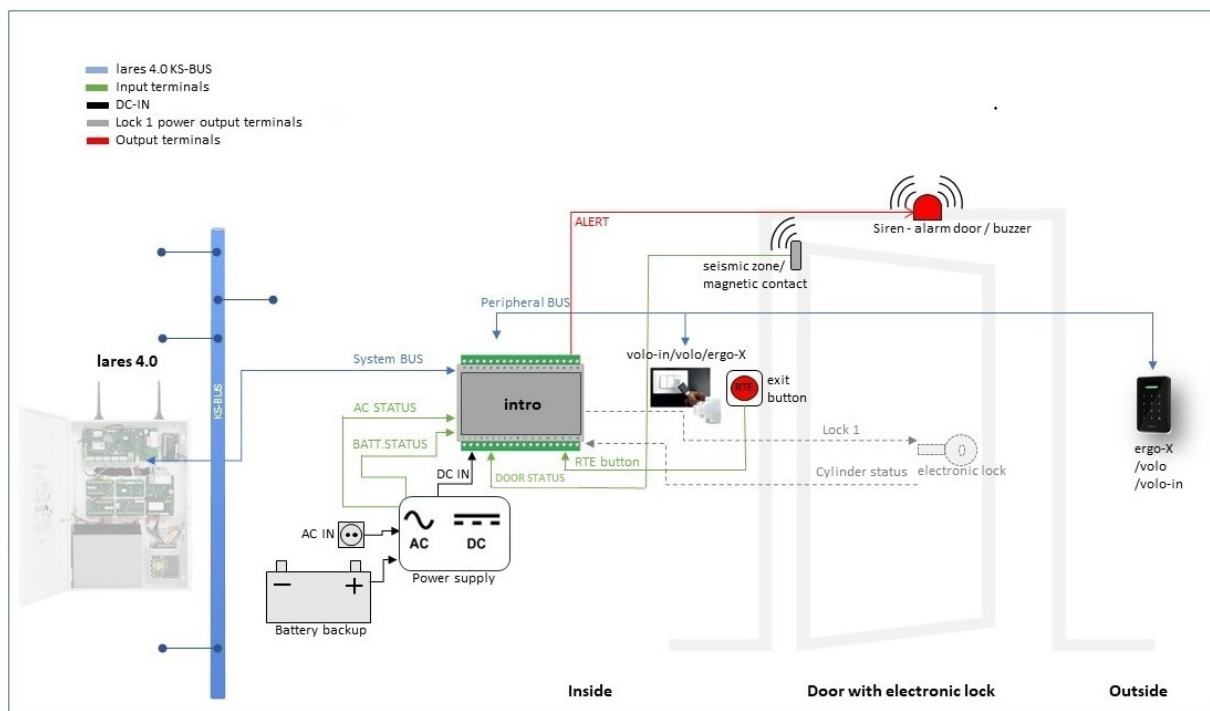 lares 4.0 KS-BUS
Input terminals
DC-IN
Lock 1 power output terminals
Output terminals
ALERT
Siren - alarm door / buzzer
seismic zone/
magnetic contact
Peripheral BUS
lares 4.0
KS-BUS
System BUS
volo-in/volo/ergo-X
RTE
exit
button
intro
AC STATUS
BATT.STATUS
Lock 1
RTE button
Cylinder status
electronic lock
ergo-X
/volo
/volo-in
DC IN
DOOR STATUS
AC IN
AC
DC
Power supply
Battery backup
Inside
Door with electronic lock
Outside